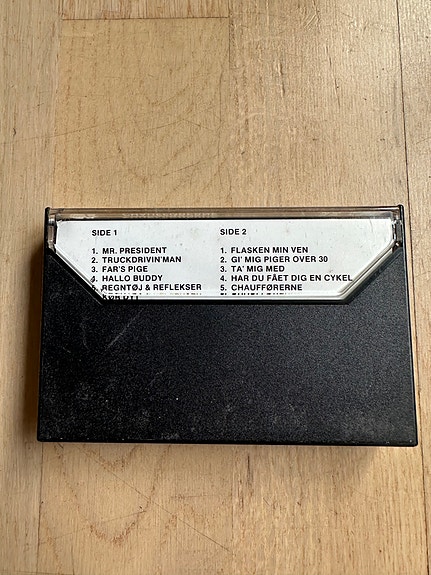 SIDE 1
1. MR. PRESIDENT
2. TRUCKDRIVIN'MAN
3. FAR'S PIGE
4. HALLO BUDDY
5. REGNTØJ & REFLEKSER
SIDE 2
1. FLASKEN MIN VEN
2. GI' MIG PIGER OVER 30
3. TA' MIG MED
4. HAR DU FÅET DIG EN CYKEL
5. CHAUFFØRERNE